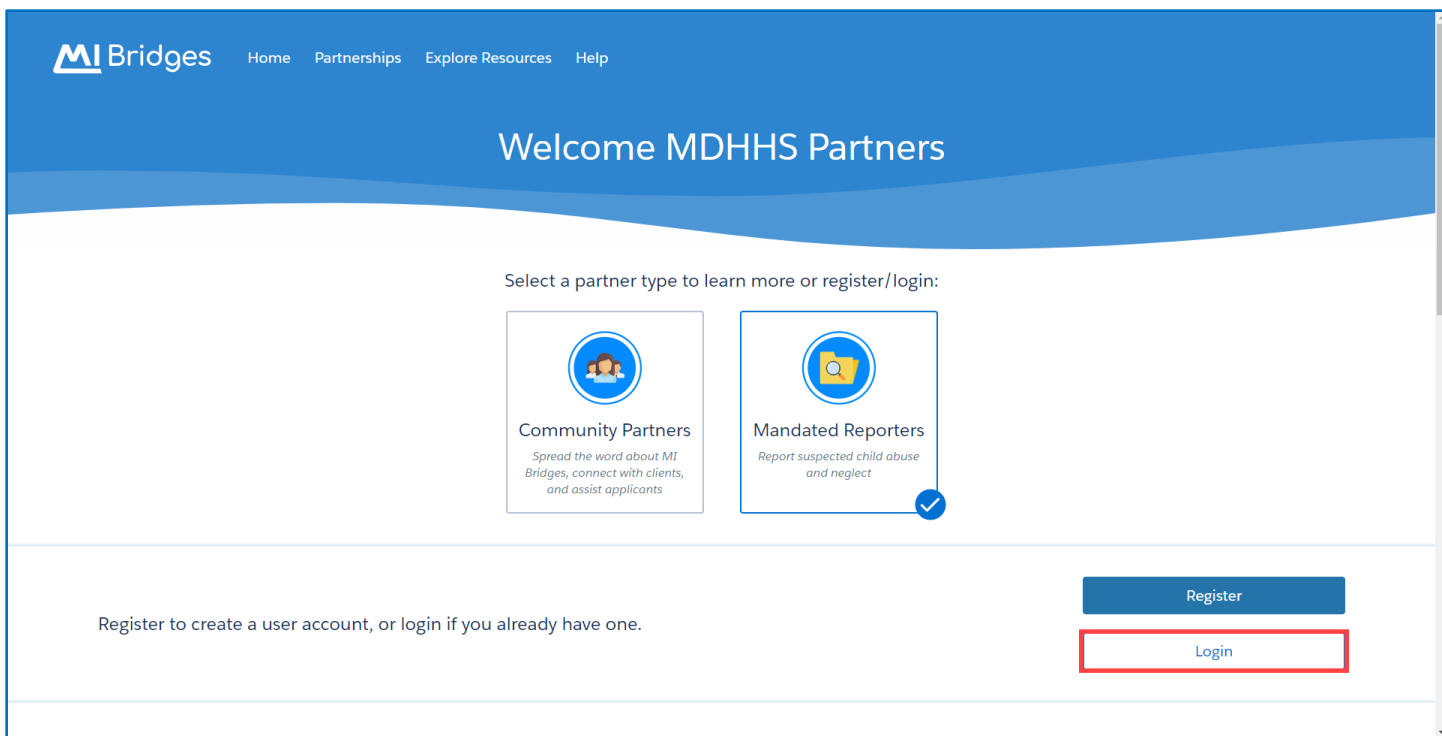 MI Bridges Home Partnerships Explore Resources Help
Welcome MDHHS Partners
Select a partner type to learn more or register/login:
Community Partners
Spread the word about MI
Bridges, connect with clients,
and assist applicants
Mandated Reporters
Report suspected child abuse
and neglect
Register to create a user account, or login if you already have one.
Register
Login